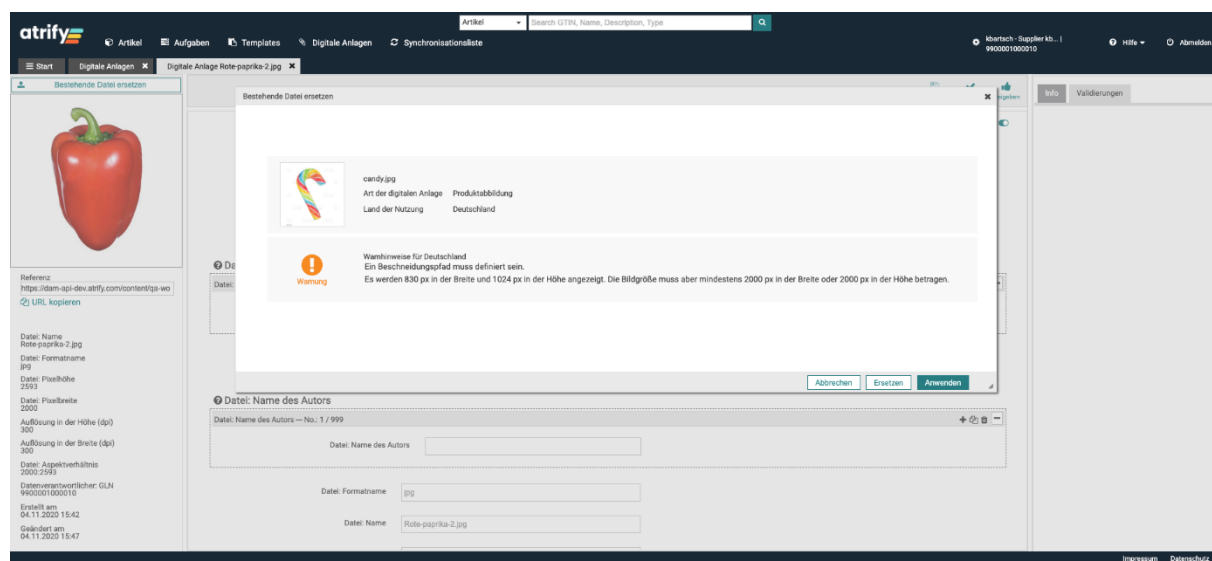 Artikel
Search GTIN, Name, Description, Type
atrify
Artikel
Aufgaben
Templates
Digitale Anlagen
Synchronisationsliste
kbartsch - Supplier kb... |
9900001000010
Hilfe
Abmelden
Start
Digitale Anlagen
Digitale Anlage Rote-paprika-2.jpg
Bestehende Datei ersetzen
Bestehende Datei ersetzen
Info
Validierungen
candy.jpg
Art der digitalen Anlage Produktabbildung
Land der Nutzung Deutschland
Warnung
Warnhinweise für Deutschland
Ein Beschneidungspfad muss definiert sein.
Es werden 830 px in der Breite und 1024 px in der Höhe angezeigt. Die Bildgröße muss aber mindestens 2000 px in der Breite oder 2000 px in der Höhe betragen.
Abbrechen
Ersetzen
Anwenden
Referenz
https://dam-api-dev.atrify.com/content/qa-wo
URL kopieren
Datei: Name
Rote-paprika-2.jpg
Datei: Formatname
jpg
Datei: Pixelhöhe
2593
Datei: Pixelbreite
2000
Auflösung in der Höhe (dpi)
300
Auflösung in der Breite (dpi)
300
Datei: Aspektverhältnis
2000:2593
Datenverantwortlicher: GLN
9900001000010
Erstellt am
04.11.2020 15:42
Geändert am
04.11.2020 15:47
Datei:
Datei: Name des Autors
Datei: Name des Autors — No.: 1 / 999
Datei: Name des Autors
Datei: Formatname
jpg
Datei: Name
Rote-paprika-2.jpg
Impressum
Datenschutz